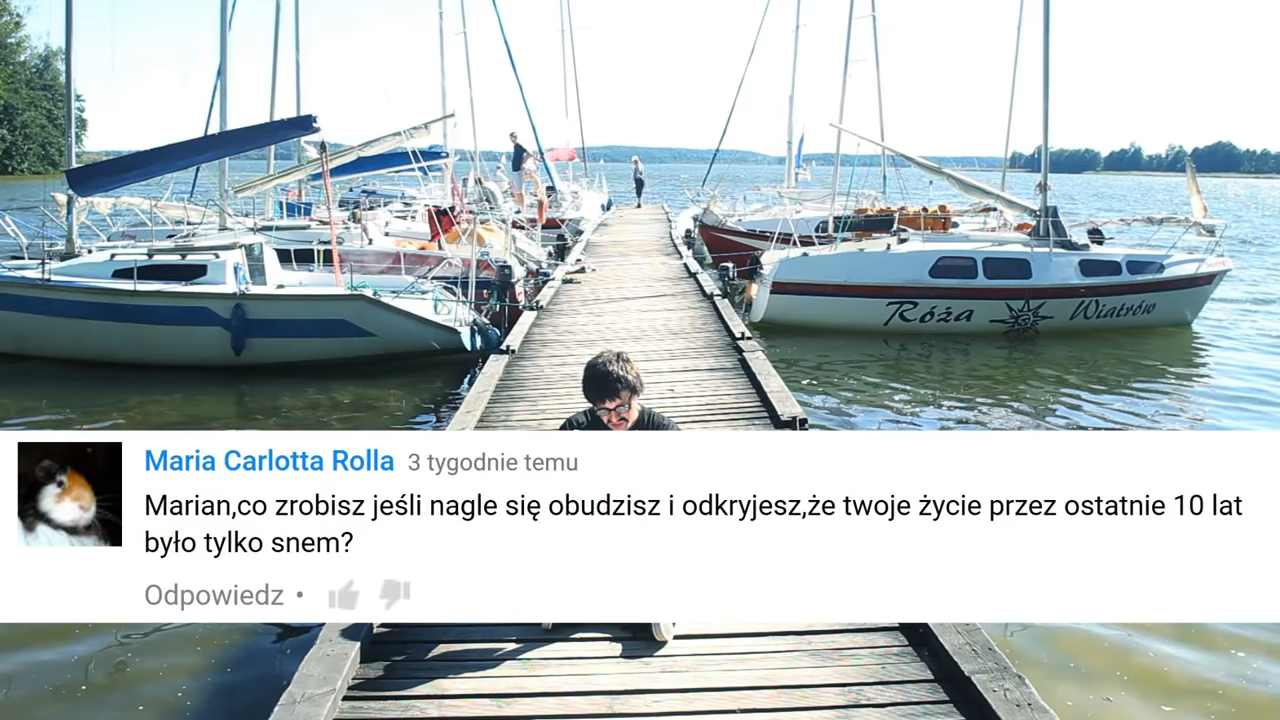 Róża Wiatrów
Maria Carlotta Rolla 3 tygodnie temu
Marian,co zrobisz jeśli nagle się obudzisz i odkryjesz,że twoje życie przez ostatnie 10 lat
było tylko snem?
Odpowiedz •